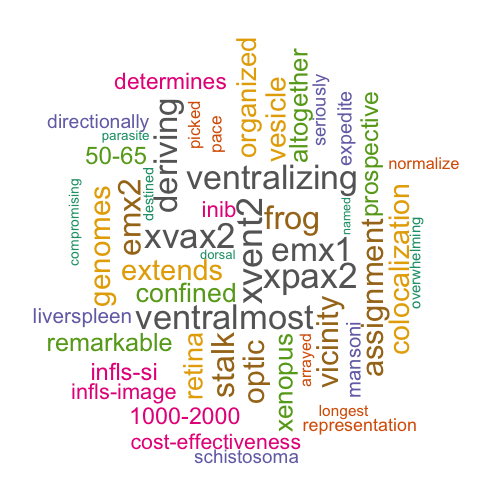 determines
organized
vesicle
altogether
seriously
expedite
prospective
directionally
parasite
picked
pace
deriving
50-65
normalize
ventralizing
compromising
genomes
emx2
destined
inib
xvent2
frog
named
colocalization
overwhelming
xvax2
dorsal
emx1
assignment
extends
xpax2
confined
liverspleen
ventralmost
vicinity
mansoni
remarkable
retina
stalk
optic
xenopus
arrayed
infls-si
infls-image
1000-2000
longest
representation
cost-effectiveness
schistosoma